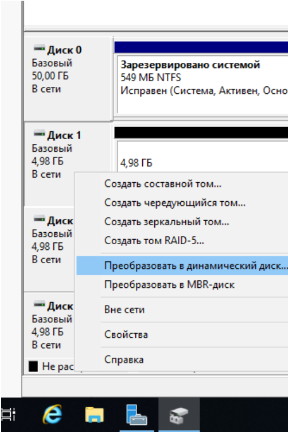 Диск 0
Базовый
50,00 ГБ
В сети
Зарезервировано системой
549 МБ NTFS
Исправен (Система, Активен, Осно
Диск 1
Базовый
4,98 ГБ
В сети
4,98 ГБ
Диск
Базовый
4,98 ГБ
В сети
Диск
Базовый
4,98 ГБ
В сети
Не рас
Создать составной том...
Создать чередующийся том...
Создать зеркальный том...
Создать том RAID-5...
Преобразовать в динамический диск...
Преобразовать в MBR-диск
Вне сети
Свойства
Справка